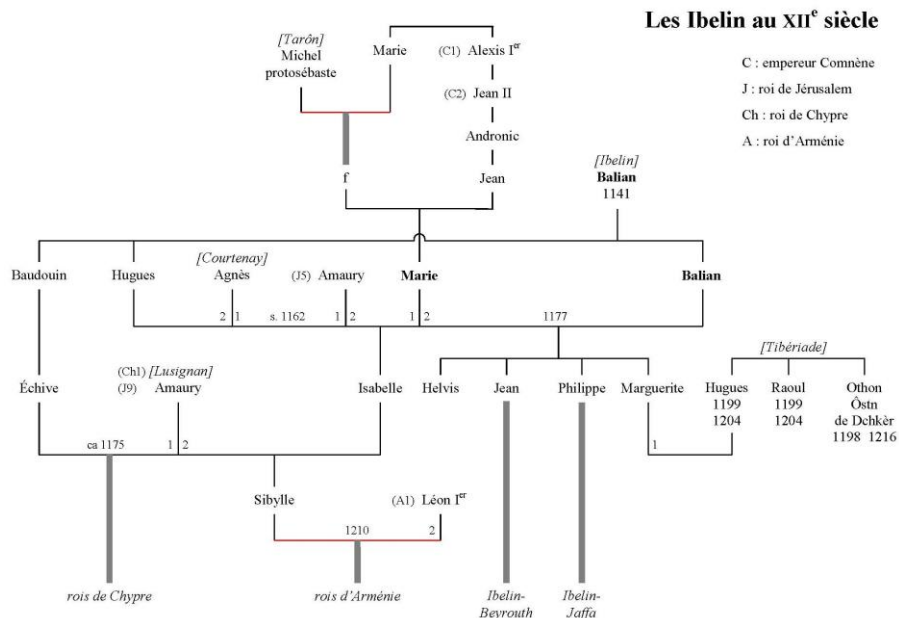 Les Ibelin au XIIe siècle
C : empereur Comnène
J : roi de Jérusalem
Ch : roi de Chypre
A : roi d'Arménie
[Tarôn]
Michel
protosébaste
Marie
(C1) Alexis Ier
(C2) Jean II
Andronic
f
Jean
[Ibelin]
Balian
1141
Baudouin
Hugues
[Courtenay]
Agnès
(J5) Amaury
Marie
Balian
2 1
s. 1162
1 2
1 2
1177
Échive
(Ch1) [Lusignan]
(J9) Amaury
Isabelle
Helvis
Jean
Philippe
Marguerite
[Tibériade]
Hugues
1199
1204
Raoul
1199
1204
Othon
Ôstn
de Dchkèr
1198 1216
ca 1175
1 2
1
Sibylle
(A1) Léon Ier
1210
2
rois de Chypre
rois d'Arménie
Ibelin-
Beyrouth
Ibelin-
Jaffa